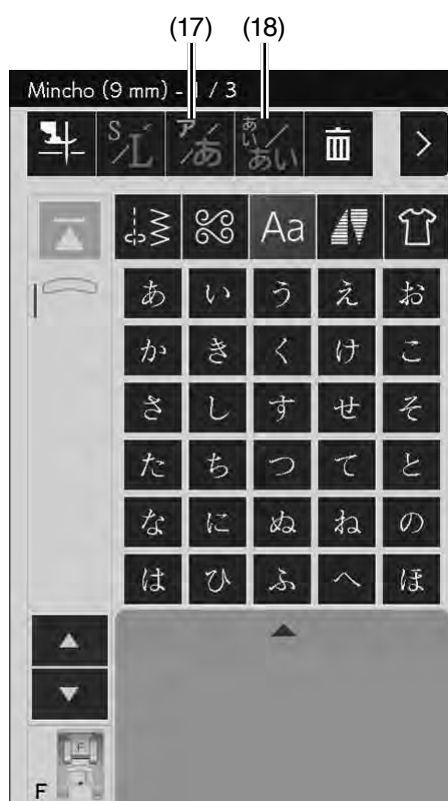 (17) (18)
Mincho (9 mm) - 1 / 3
S/L ア/あ あい/あい >
Aa
あ い う え お
か き く け こ
さ し す せ そ
た ち つ て と
な に ぬ ね の
は ひ ふ へ ほ
F
F